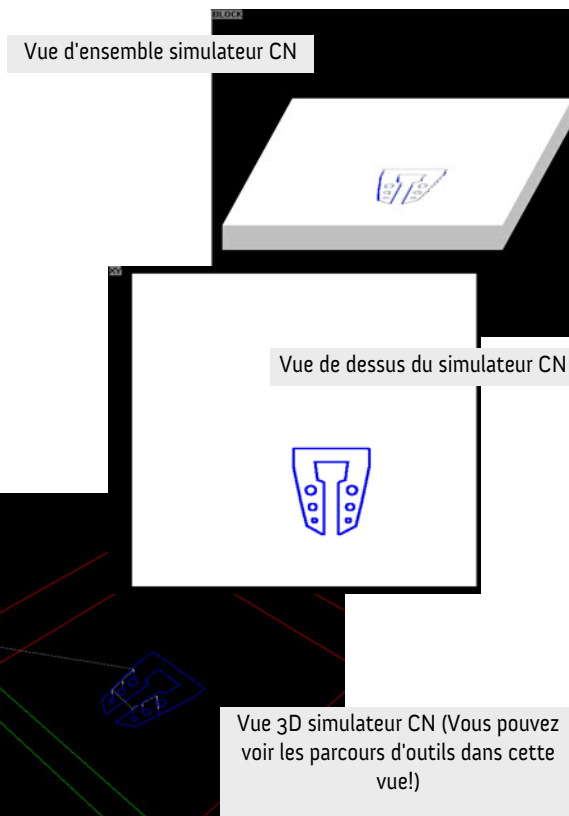 BLOCK
Vue d'ensemble simulateur CN
Vue de dessus du simulateur CN
Vue 3D simulateur CN (Vous pouvez
voir les parcours d'outils dans cette
vue!)